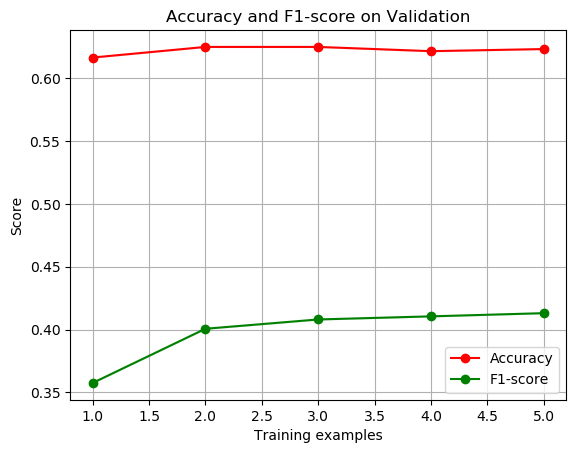 Accuracy and F1-score on Validation
0.60
0.55
0.50
0.45
0.40
0.35
Score
1.0 1.5 2.0 2.5 3.0 3.5 4.0 4.5 5.0
Training examples
Accuracy
F1-score